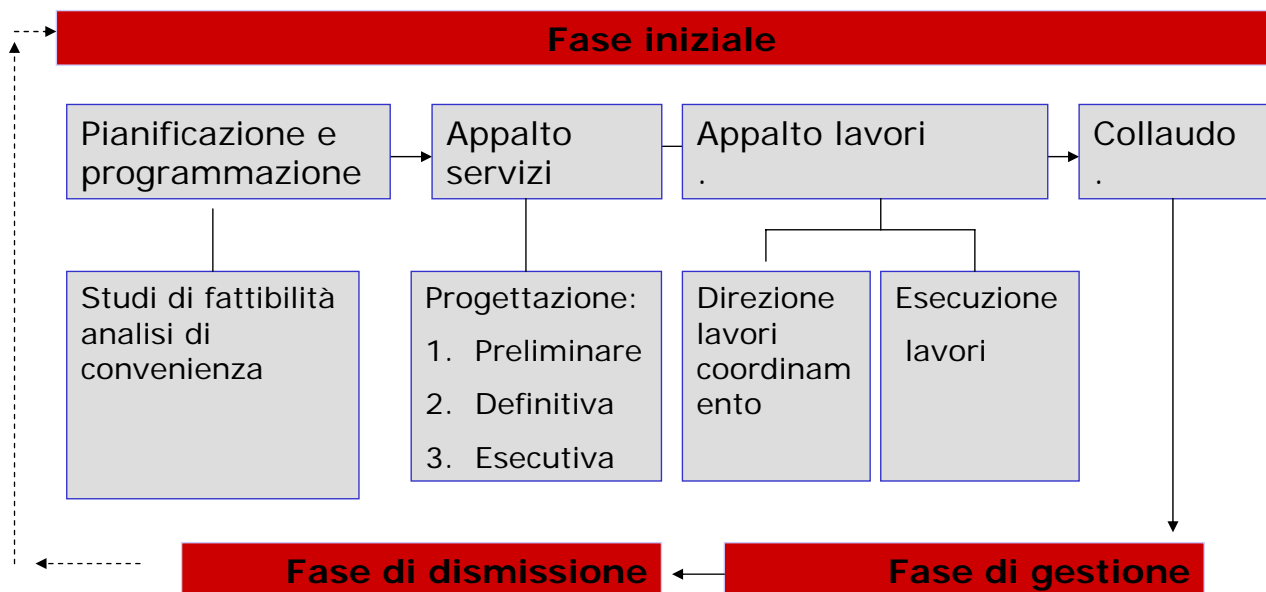 Fase iniziale
Pianificazione e
programmazione
Appalto
servizi
Appalto lavori
.
Collaudo
.
Studi di fattibilità
analisi di
convenienza
Progettazione:
1. Preliminare
2. Definitiva
3. Esecutiva
Direzione
lavori
coordinam
ento
Esecuzione
lavori
Fase di dismissione
Fase di gestione